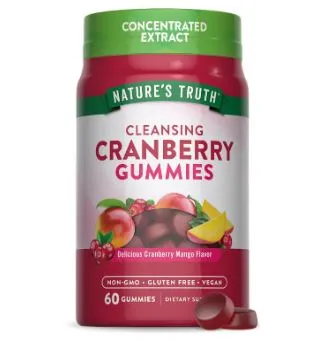 CONCENTRATED
EXTRACT
NATURE'S TRUTH
CLEANSING
CRANBERRY
GUMMIES
Delicious Cranberry Mango Flavor
NON-GMO • GLUTEN FREE • VEGAN
60 GUMMIES | DIETARY